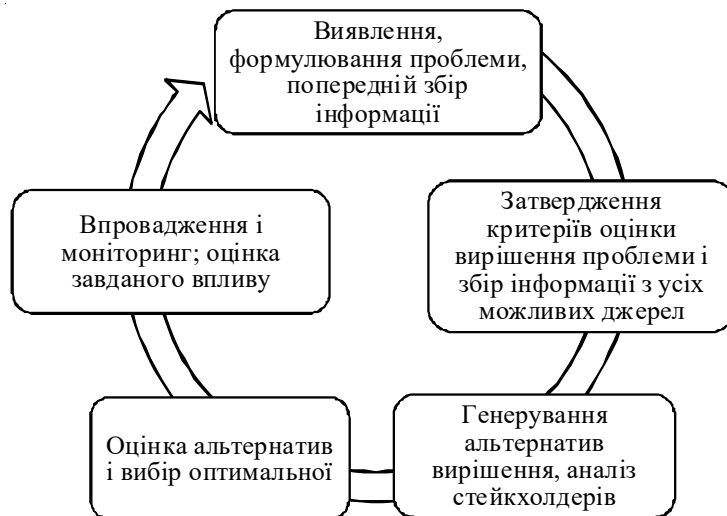 Виявлення,
формулювання проблеми,
попередній збір
інформації
Затвердження
критеріїв оцінки
вирішення проблеми і
збір інформації з усіх
можливих джерел
Генерування
альтернатив
вирішення, аналіз
стейкхолдерів
Оцінка альтернатив
і вибір оптимальної
Впровадження і
моніторинг; оцінка
завданого впливу